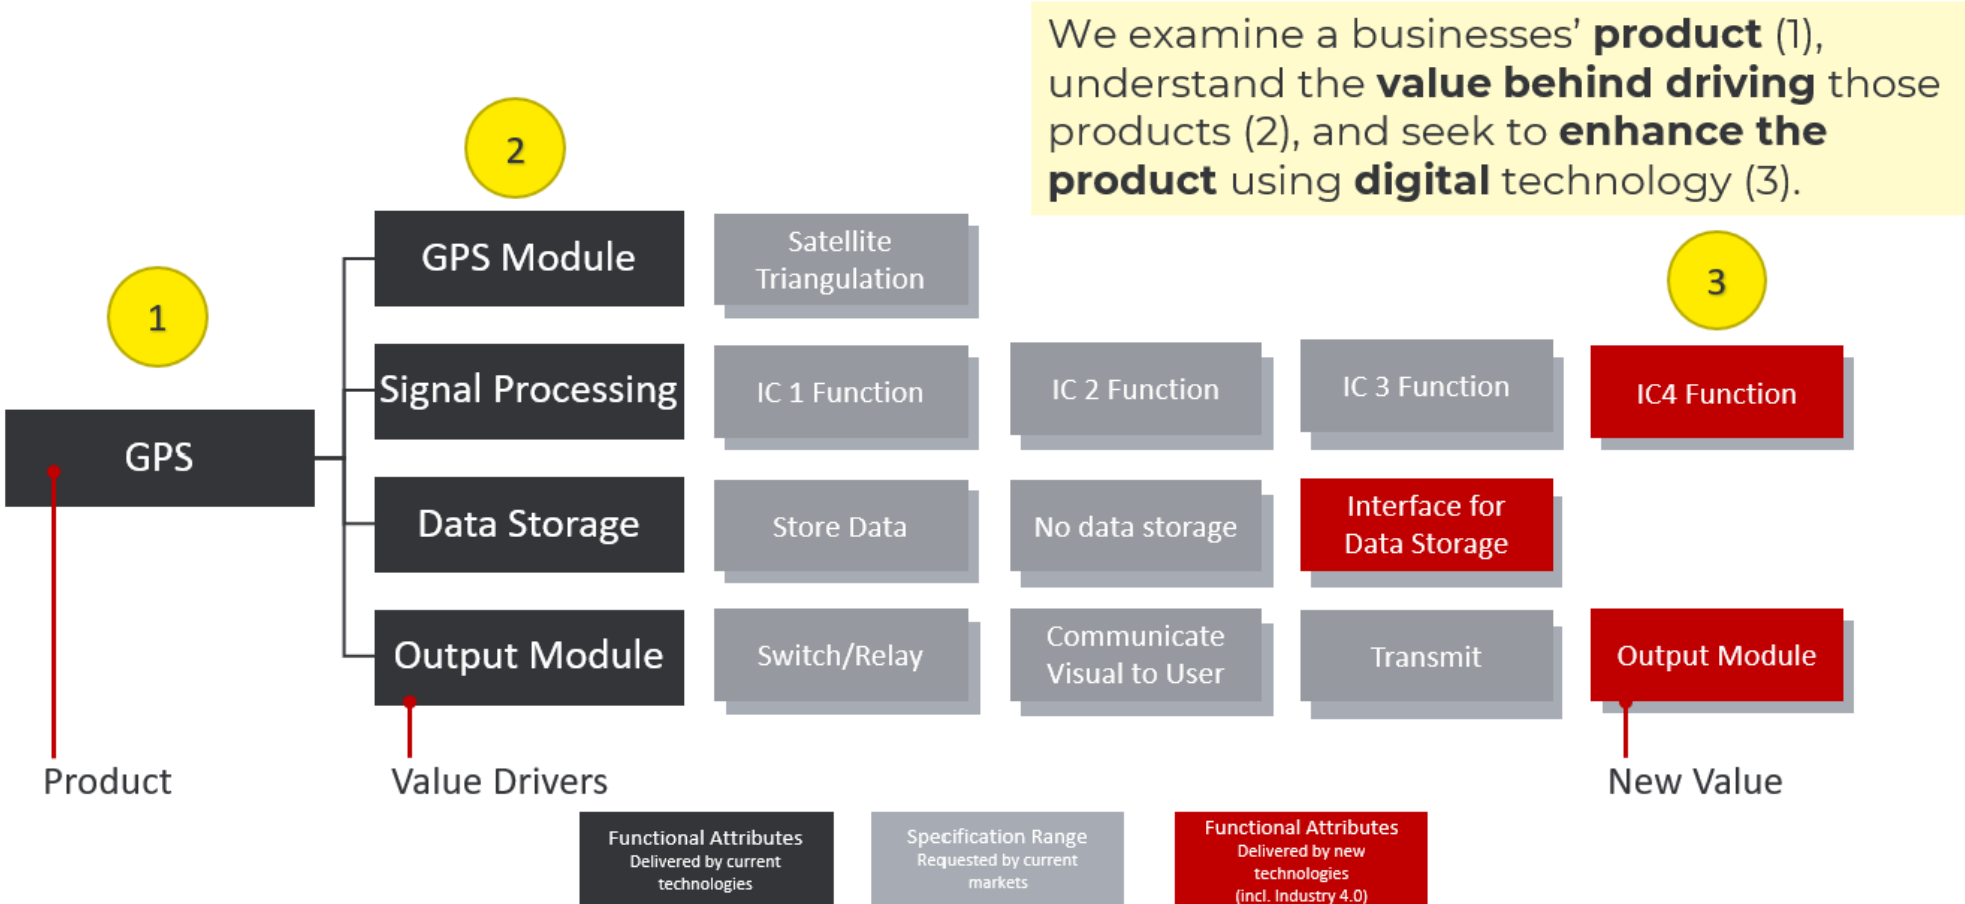 We examine a businesses’ product (1),
understand the value behind driving those
products (2), and seek to enhance the
product using digital technology (3).
2
1
3
GPS Module
Satellite
Triangulation
Signal Processing
IC 1 Function
IC 2 Function
IC 3 Function
IC4 Function
GPS
Data Storage
Store Data
No data storage
Interface for
Data Storage
Output Module
Switch/Relay
Communicate
Visual to User
Transmit
Output Module
Product
Value Drivers
New Value
Functional Attributes
Delivered by current
technologies
Specification Range
Requested by current
markets
Functional Attributes
Delivered by new
technologies
(incl. Industry 4.0)